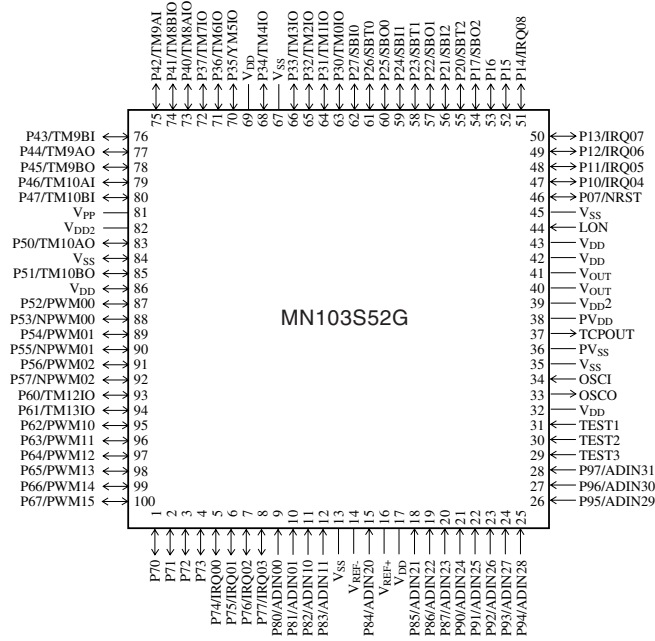 P42/TM9AI
P41/TM8BIO
P40/TM8AIO
P37/TM7IO
P36/TM6IO
P35/YM5IO
VDD
P34/TM4IO
VSS
P33/TM3IO
P32/TM2IO
P31/TM1IO
P30/TM0IO
P27/SBI0
P26/SBT0
P25/SBO0
P24/SBI1
P23/SBT1
P22/SBO1
P21/SBI2
P20/SBT2
P17/SBO2
P16
P15
P14/IRQ08
75 74 73 72 71 70 69 68 67 66 65 64 63 62 61 60 59 58 57 56 55 54 53 52 51
P43/TM9BI 76
P44/TM9AO 77
P45/TM9BO 78
P46/TM10AI 79
P47/TM10BI 80
VPP 81
VDD2 82
P50/TM10AO 83
VSS 84
P51/TM10BO 85
VDD 86
P52/PWM00 87
P53/NPWM00 88
P54/PWM01 89
P55/NPWM01 90
P56/PWM02 91
P57/NPWM02 92
P60/TM12IO 93
P61/TM13IO 94
P62/PWM10 95
P63/PWM11 96
P64/PWM12 97
P65/PWM13 98
P66/PWM14 99
P67/PWM15 100
MN103S52G
50 P13/IRQ07
49 P12/IRQ06
48 P11/IRQ05
47 P10/IRQ04
46 P07/NRST
45 VSS
44 LON
43 VDD
42 VDD
41 VOUT
40 VOUT
39 VDD2
38 PVDD
37 TCPOUT
36 PVSS
35 VSS
34 OSCI
33 OSCO
32 VDD
31 TEST1
30 TEST2
29 TEST3
28 P97/ADIN31
27 P96/ADIN30
26 P95/ADIN29
1 2 3 4 5 6 7 8 9 10 11 12 13 14 15 16 17 18 19 20 21 22 23 24 25
P70
P71
P72
P73
P74/IRQ00
P75/IRQ01
P76/IRQ02
P77/IRQ03
P80/ADIN00
P81/ADIN01
P82/ADIN10
P83/ADIN11
VSS
VREF-
P84/ADIN20
VREF+
VDD
P85/ADIN21
P86/ADIN22
P87/ADIN23
P90/ADIN24
P91/ADIN25
P92/ADIN26
P93/ADIN27
P94/ADIN28